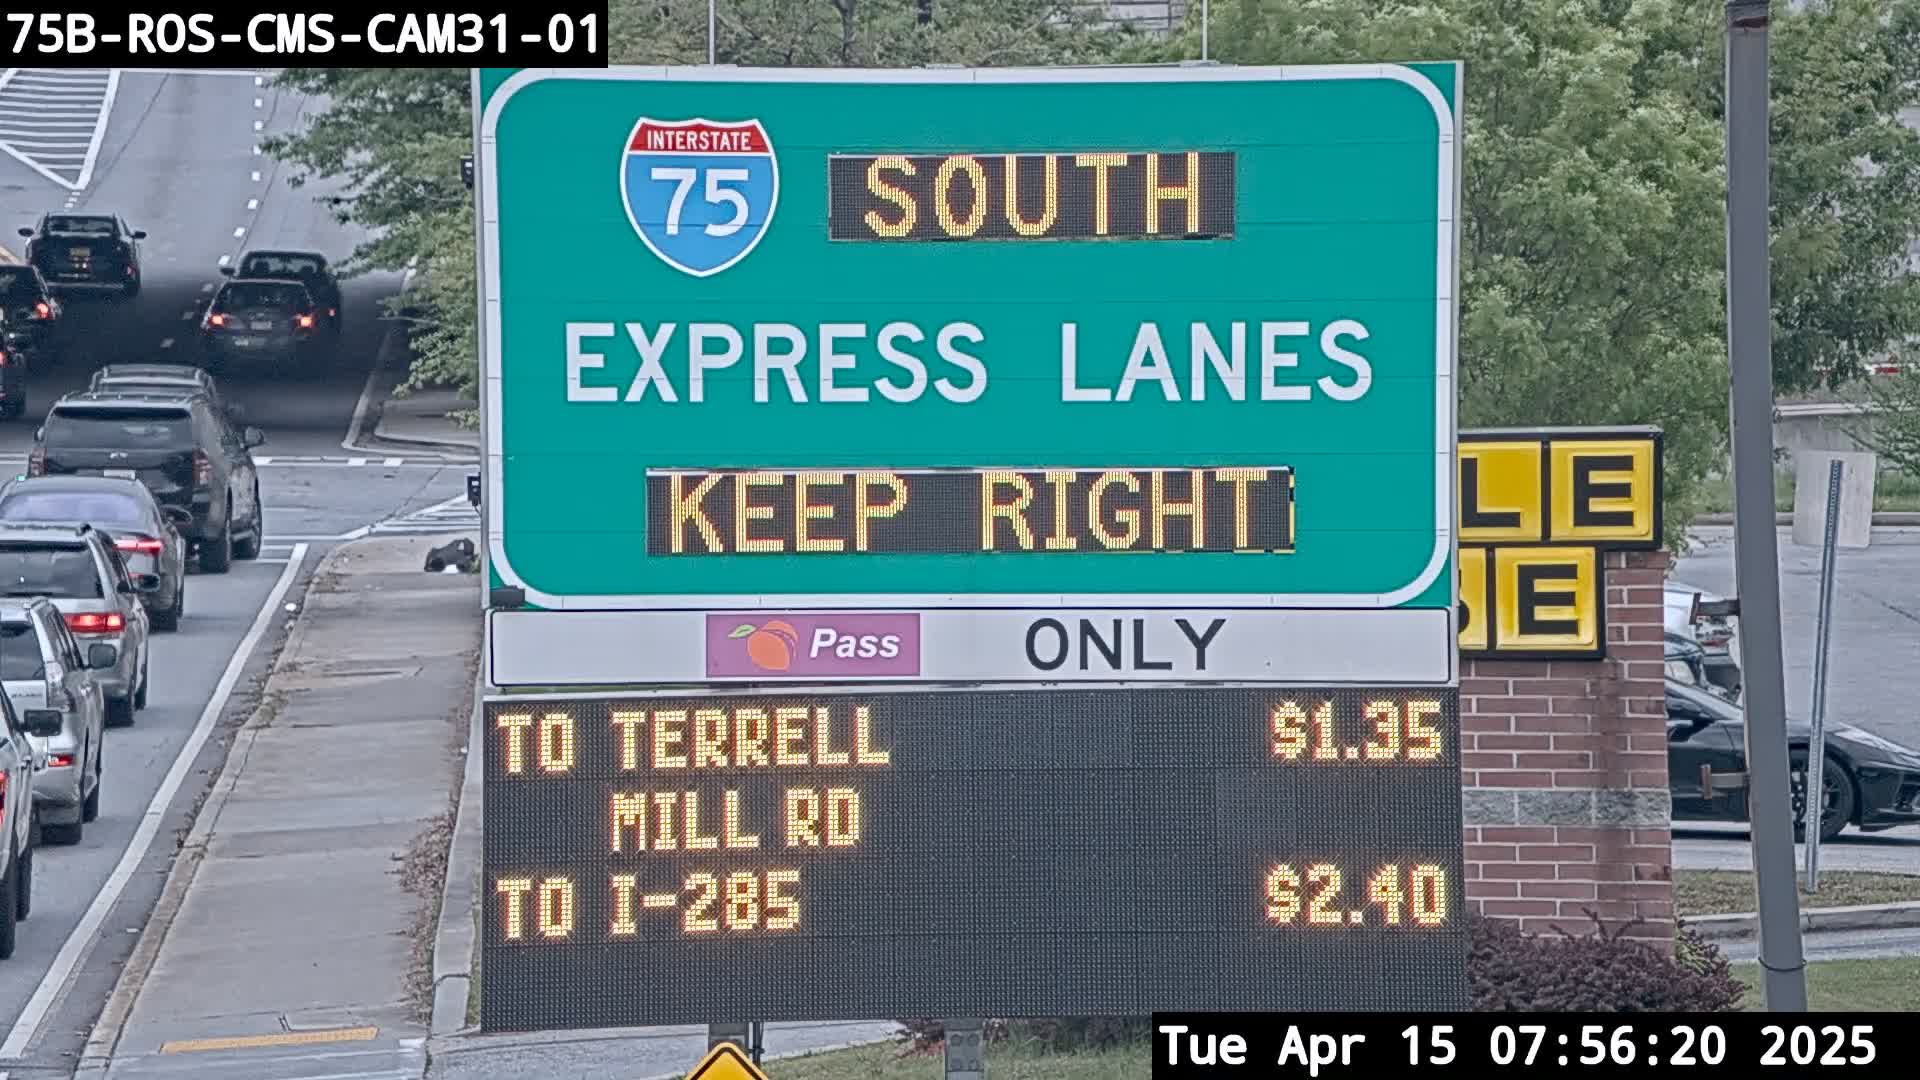 75B-ROS-CMS-CAM31-01
INTERSTATE
75
SOUTH
EXPRESS LANES
KEEP RIGHT
LE
E
Pass ONLY
TO TERRELL $1.35
MILL RD
TO I-285 $2.40
Tue Apr 15 07:56:20 2025